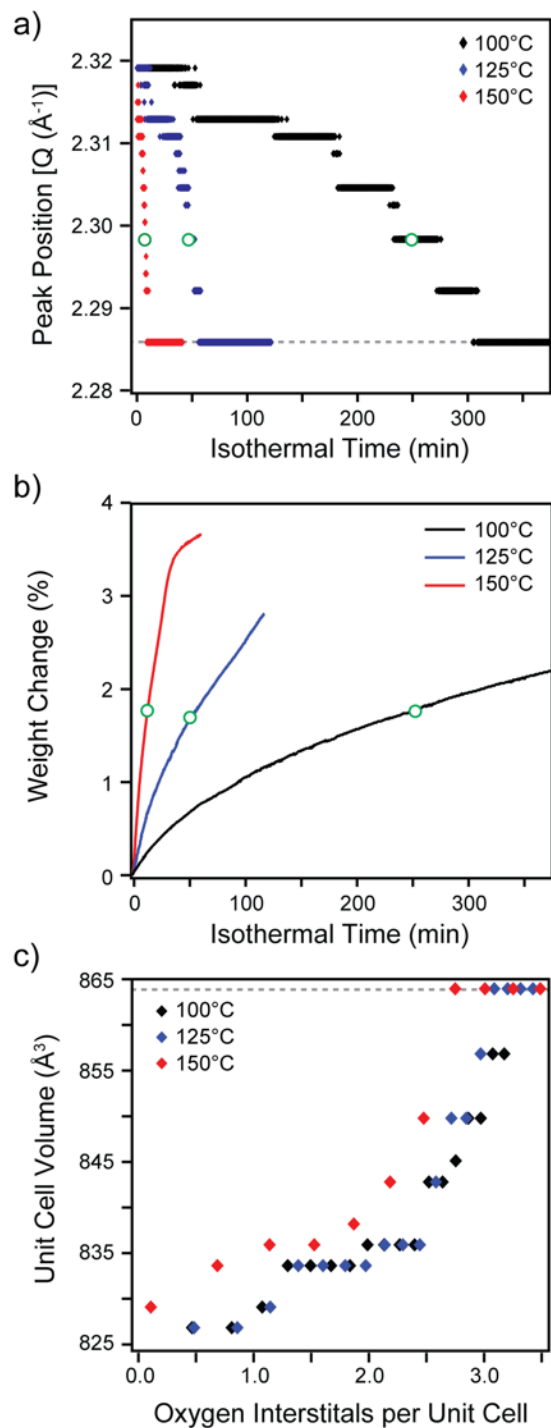 a)
2.32
2.31
2.30
2.29
2.28
Peak Position [Q (Å⁻¹)]
100°C
125°C
150°C
0 100 200 300
Isothermal Time (min)
b)
4
3
2
1
0
Weight Change (%)
100°C
125°C
150°C
0 100 200 300
Isothermal Time (min)
c)
865
855
845
835
825
Unit Cell Volume (Å³)
100°C
125°C
150°C
0.0 1.0 2.0 3.0
Oxygen Interstitals per Unit Cell